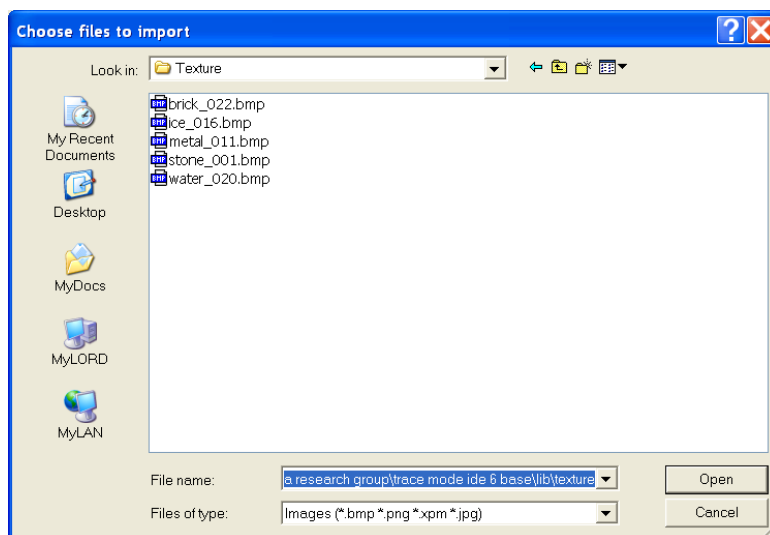 Choose files to import
Look in: Texture
brick_022.bmp
ice_016.bmp
metal_011.bmp
stone_001.bmp
water_020.bmp
My Recent
Documents
Desktop
MyDocs
MyLORD
MyLAN
File name: a research group\trace mode ide 6 base\lib\texture Open
Files of type: Images (*.bmp *.png *.xpm *.jpg) Cancel